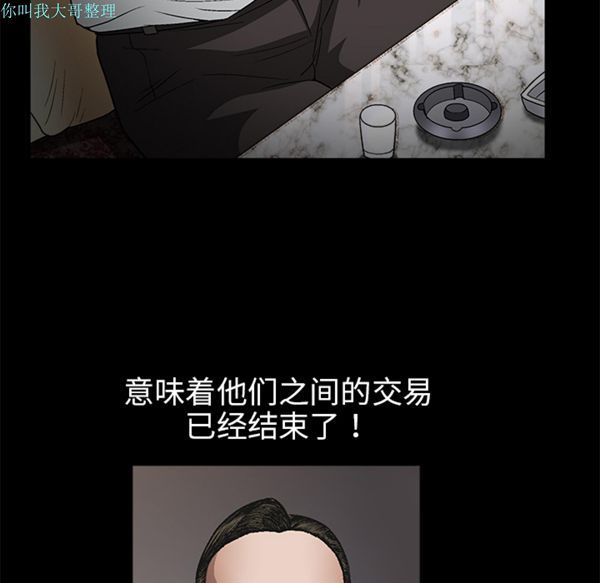 你叫我大哥整理
意味着他们之间的交易
已经结束了！